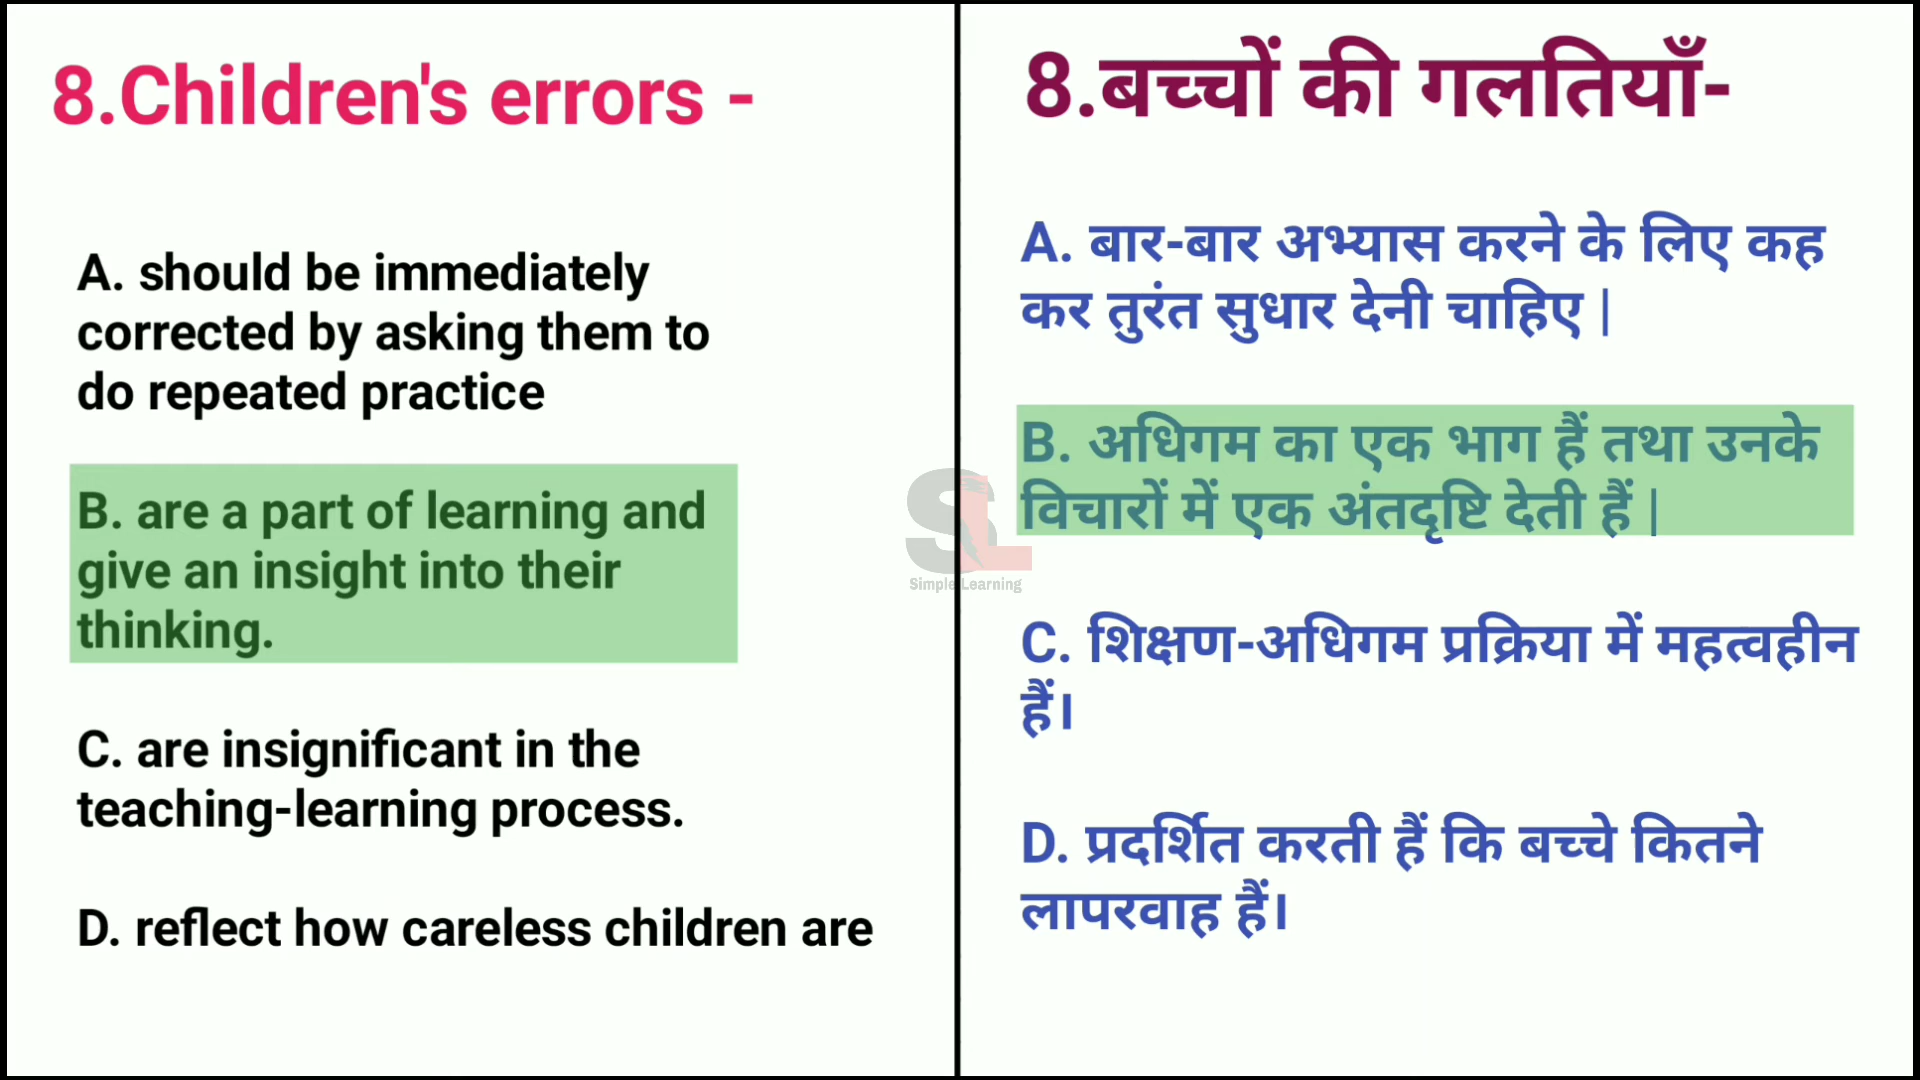 8.Children's errors -
A. should be immediately
corrected by asking them to
do repeated practice
B. are a part of learning and
give an insight into their
thinking.
C. are insignificant in the
teaching-learning process.
D. reflect how careless children are
SL
Simple Learning
8.बच्चों की गलतियाँ-
A. बार-बार अभ्यास करने के लिए कह
कर तुरंत सुधार देनी चाहिए |
B. अधिगम का एक भाग हैं तथा उनके
विचारों में एक अंतदृष्टि देती हैं |
C. शिक्षण-अधिगम प्रक्रिया में महत्वहीन
हैं।
D. प्रदर्शित करती हैं कि बच्चे कितने
लापरवाह हैं।